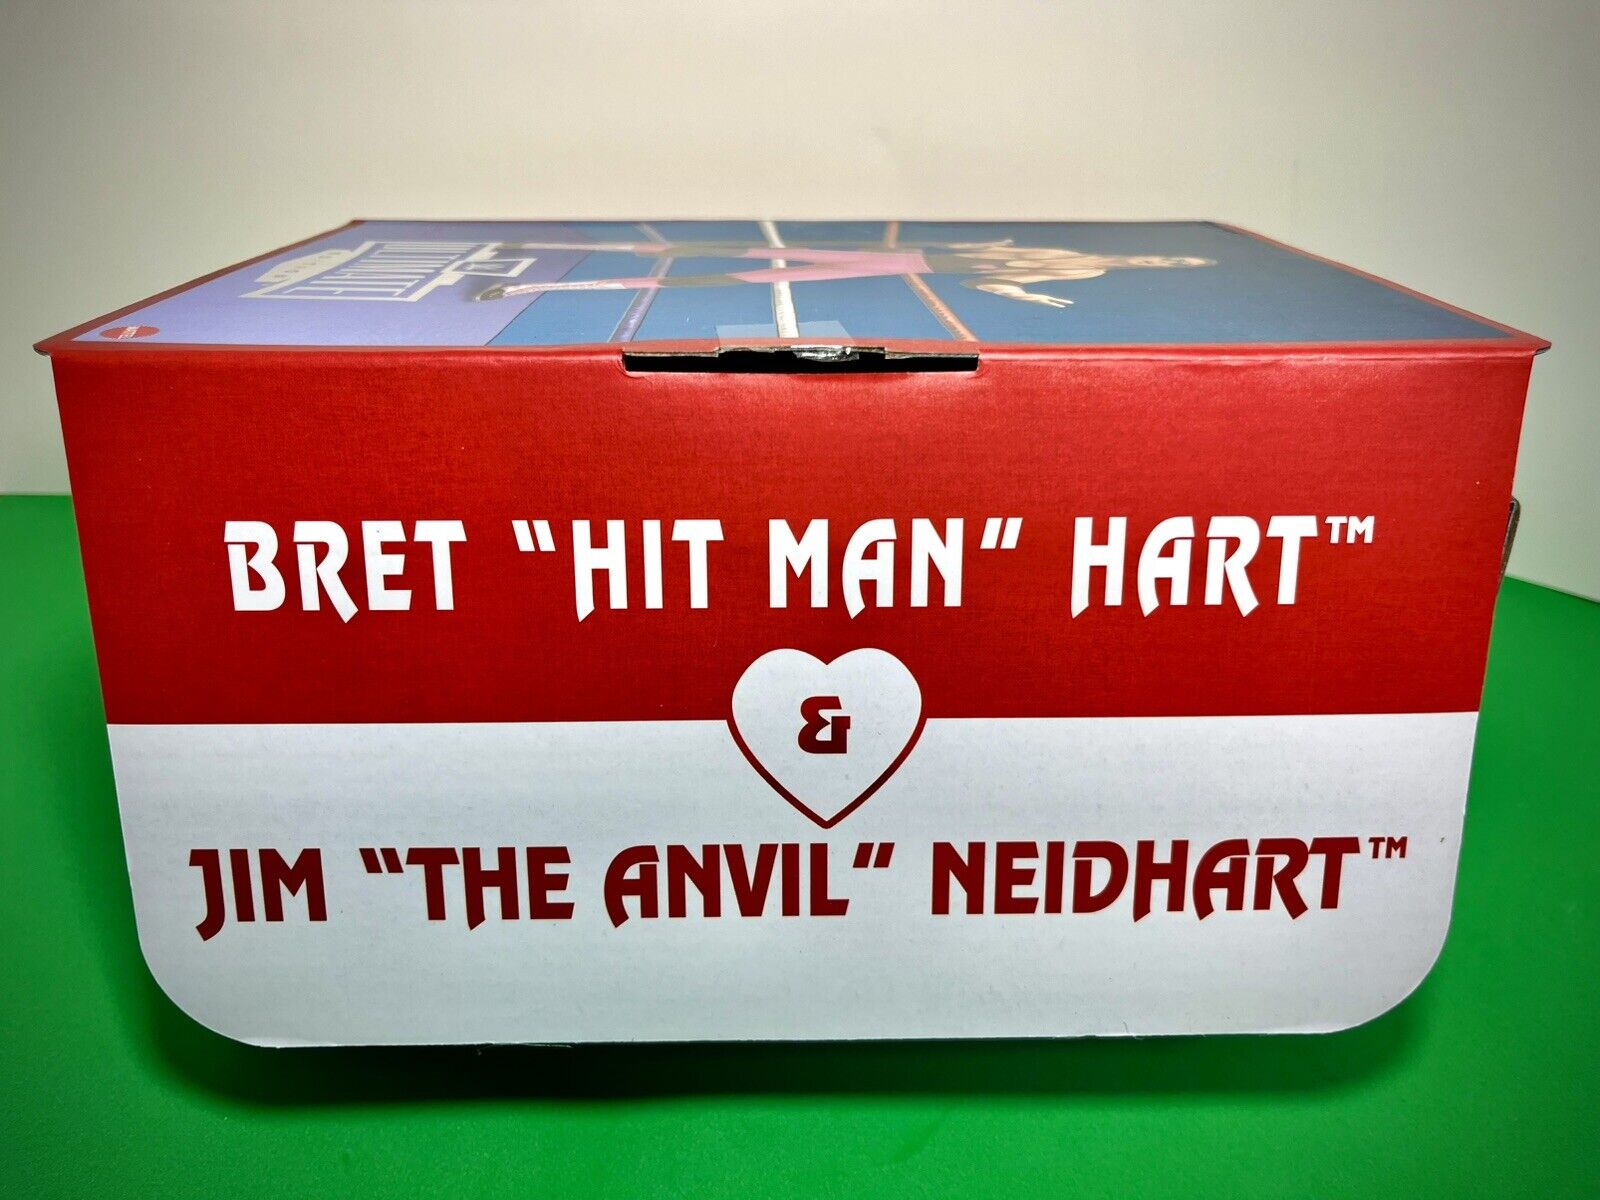 BRET "HIT MAN" HART™
&
JIM "THE ANVIL" NEIDHART™